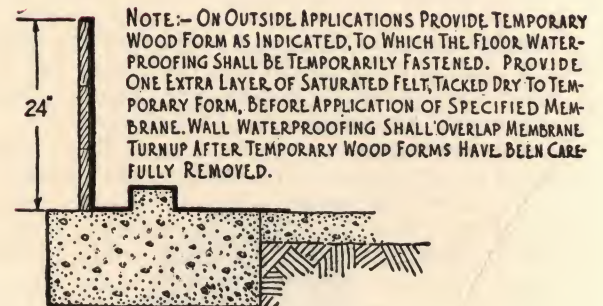 NOTE:- ON OUTSIDE APPLICATIONS PROVIDE TEMPORARY
WOOD FORM AS INDICATED, TO WHICH THE FLOOR WATER-
PROOFING SHALL BE TEMPORARILY FASTENED. PROVIDE
ONE EXTRA LAYER OF SATURATED FELT, TACKED DRY TO TEM-
PORARY FORM, BEFORE APPLICATION OF SPECIFIED MEM-
BRANE. WALL WATERPROOFING SHALL OVERLAP MEMBRANE
TURNUP AFTER TEMPORARY WOOD FORMS HAVE BEEN CARE-
FULLY REMOVED.
24"